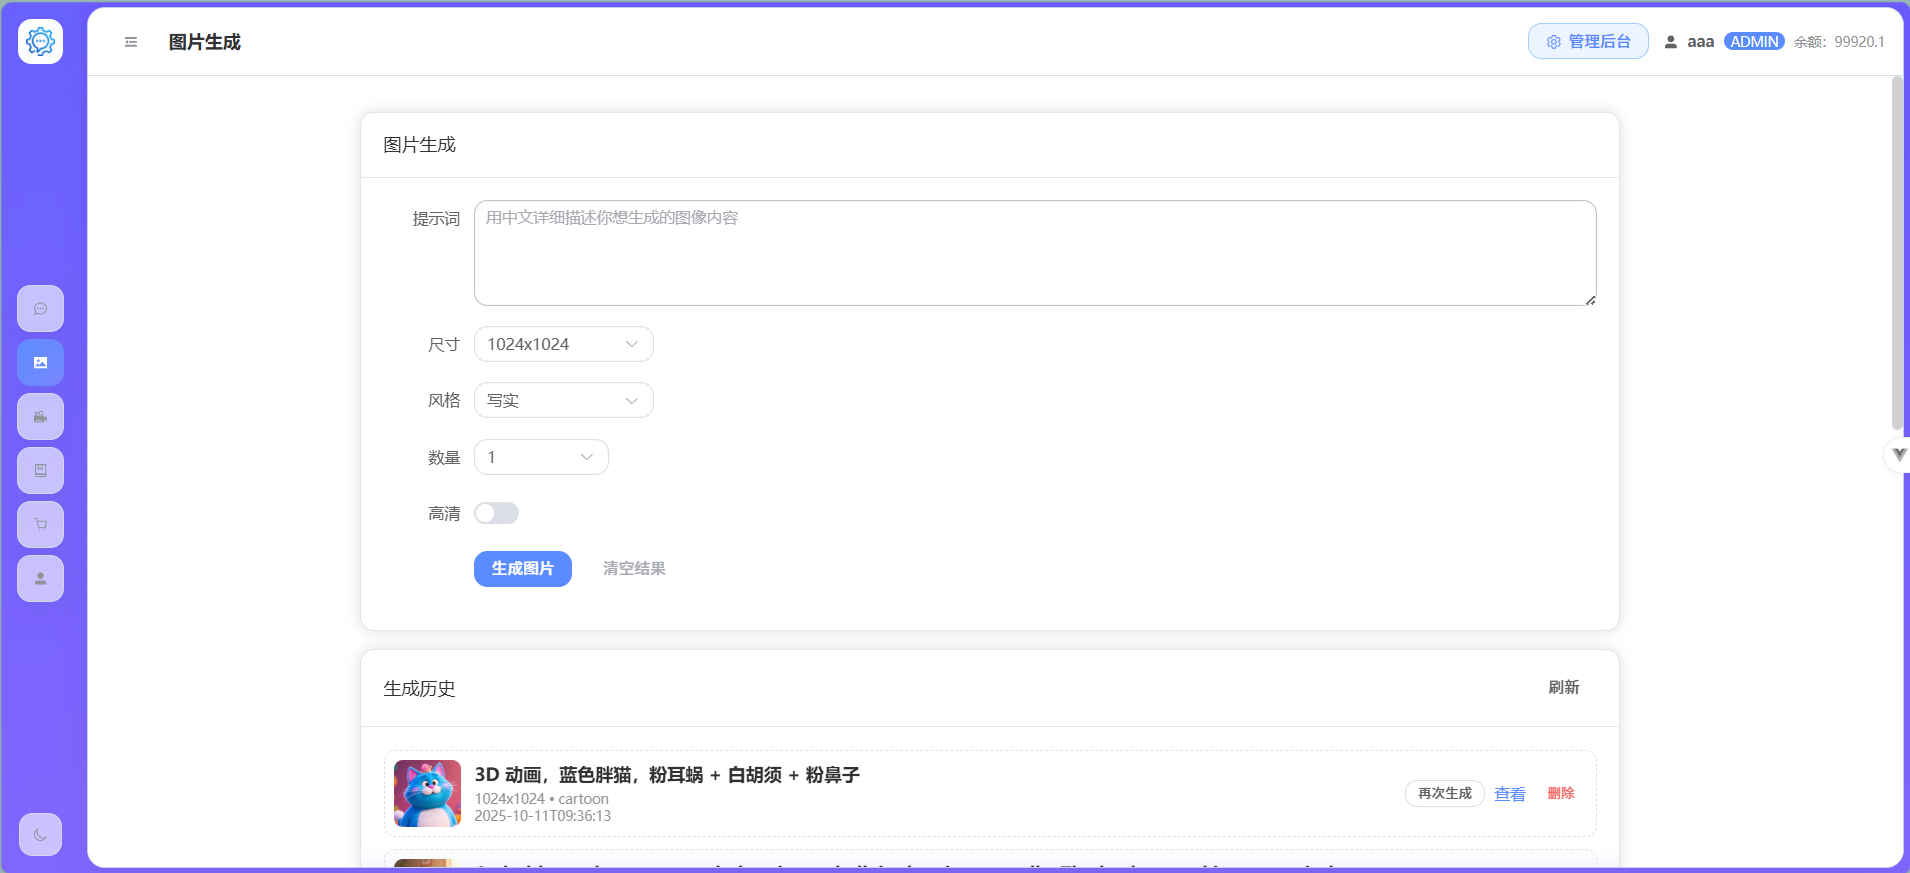 图片生成
管理后台
aaa ADMIN 余额：99920.1
图片生成
提示词
用中文详细描述你想生成的图像内容
尺寸 1024x1024
风格 写实
数量 1
高清
生成图片 清空结果
生成历史 刷新
3D 动画，蓝色胖猫，粉耳蜗 + 白胡须 + 粉鼻子
1024x1024 • cartoon
2025-10-11T09:36:13
再次生成 查看 删除